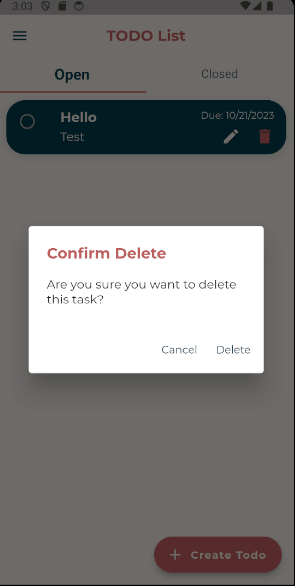 3:03
TODO List
Open
Closed
Hello
Due: 10/21/2023
Test
Confirm Delete
Are you sure you want to delete
this task?
Cancel
Delete
+ Create Todo